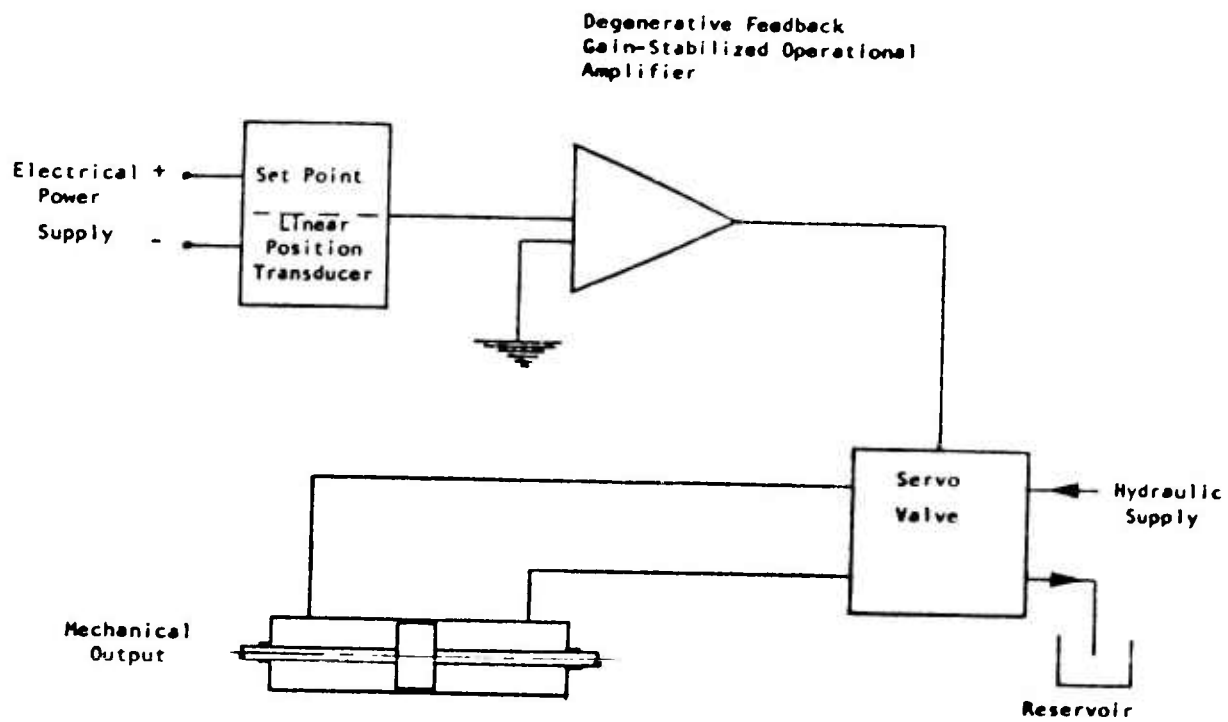 Degenerative Feedback
Gain-Stabilized Operational
Amplifier
Electrical +
Power
Supply -
Set Point
Linear
Position
Transducer
Servo
Valve
Hydraulic
Supply
Mechanical
Output
Reservoir